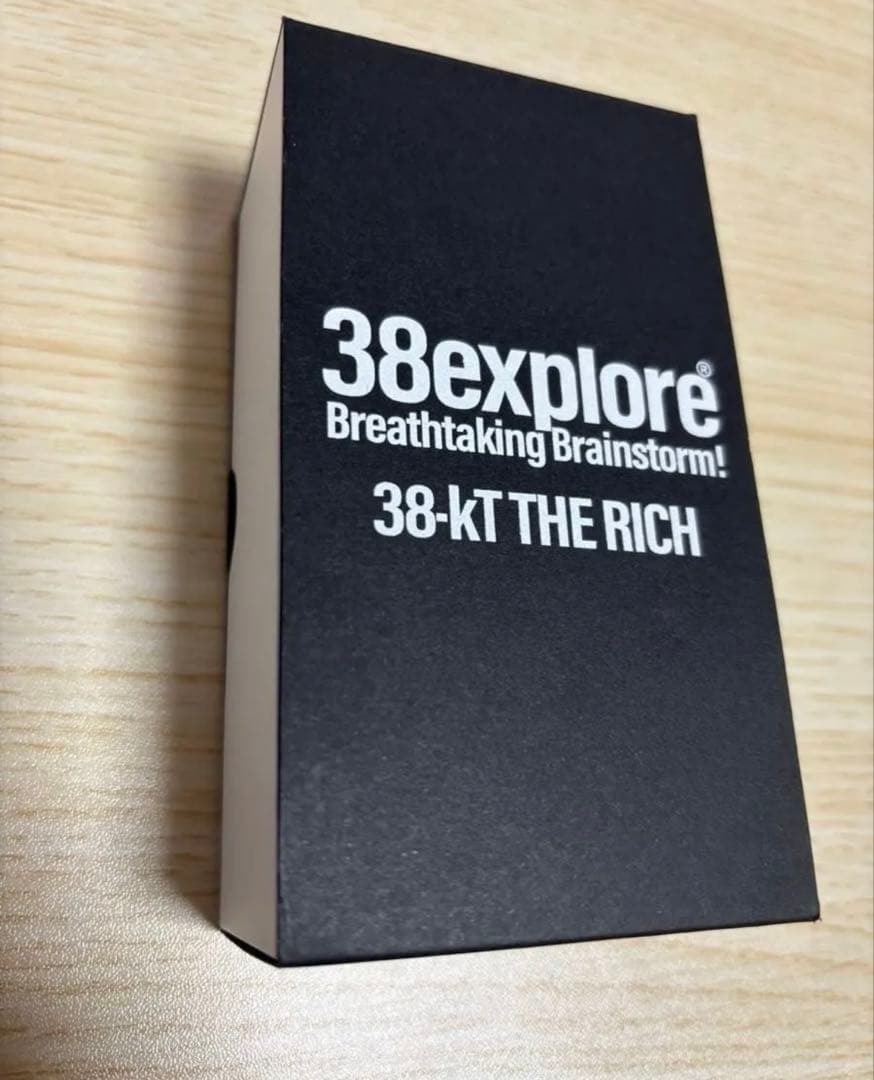 38explore®
Breathtaking Brainstorm!
38-kT THE RICH